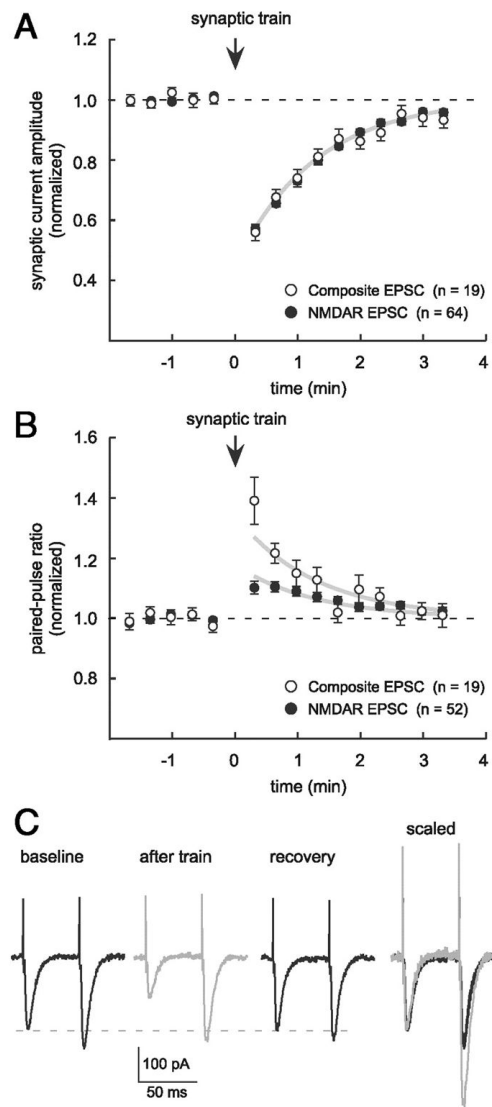 A
synaptic train
1.2
1.0
0.8
0.6
0.4
synaptic current amplitude
(normalized)
Composite EPSC (n = 19)
NMDAR EPSC (n = 64)
-1 0 1 2 3 4
time (min)
B
synaptic train
1.6
1.4
1.2
1.0
0.8
paired-pulse ratio
(normalized)
Composite EPSC (n = 19)
NMDAR EPSC (n = 52)
-1 0 1 2 3 4
time (min)
C
baseline after train recovery scaled
100 pA
50 ms